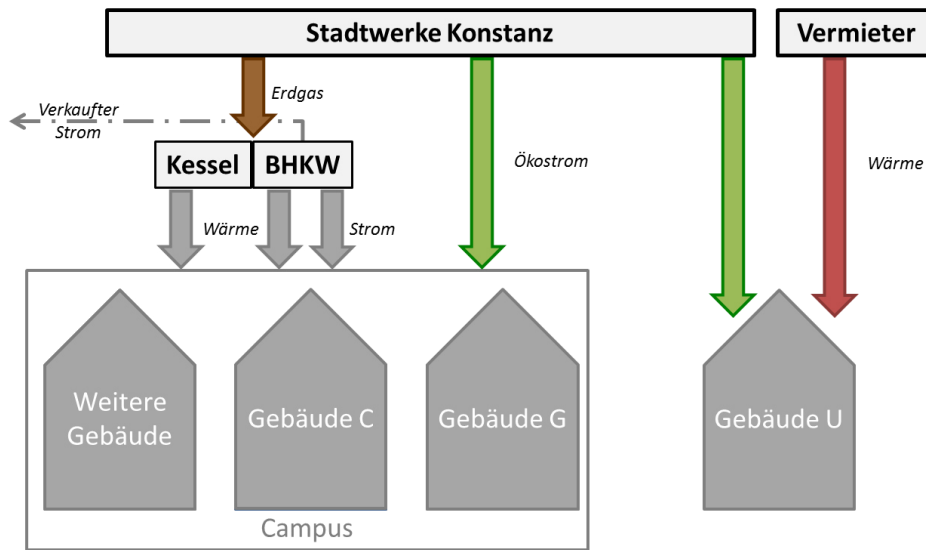 Stadtwerke Konstanz
Vermieter
Erdgas
Verkaufter
Strom
Kessel
BHKW
Ökostrom
Wärme
Wärme
Strom
Weitere
Gebäude
Gebäude C
Gebäude G
Gebäude U
Campus